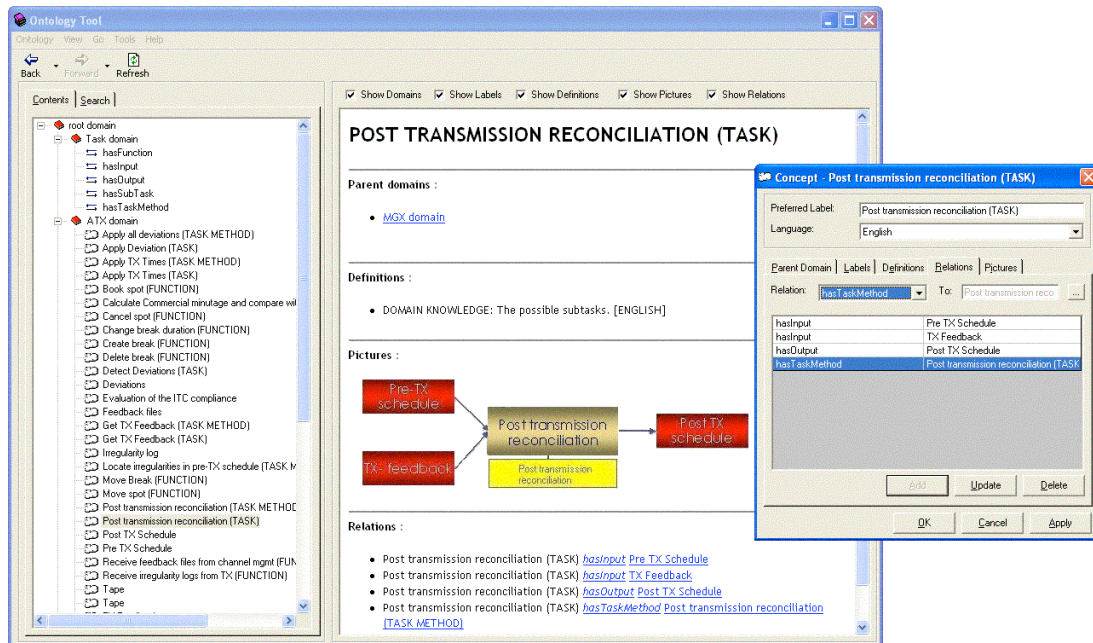 Ontology Tool
Ontology View Go Tools Help
Back Forward Refresh
Contents Search
root domain
Task domain
hasFunction
hasInput
hasOutput
hasSubTask
hasTaskMethod
ATX domain
Apply all deviations (TASK METHOD)
Apply Deviation (TASK)
Apply TX Times (TASK METHOD)
Apply TX Times (TASK)
Book spot (FUNCTION)
Calculate Commercial minutage and compare wi
Cancel spot (FUNCTION)
Change break duration (FUNCTION)
Create break (FUNCTION)
Delete break (FUNCTION)
Detect Deviations (TASK)
Deviations
Evaluation of the ITC compliance
Feedback files
Get TX Feedback (TASK METHOD)
Get TX Feedback (TASK)
Irregularity log
Locate irregularities in pre-TX schedule (TASK M
Move Break (FUNCTION)
Move spot (FUNCTION)
Post transmission reconciliation (TASK METHOD
Post transmission reconciliation (TASK)
Post TX Schedule
Pre TX Schedule
Receive feedback files from channel mgmt (FUN
Receive irregularity logs from TX (FUNCTION)
Tape
Tape
Show Domains Show Labels Show Definitions Show Pictures Show Relations
POST TRANSMISSION RECONCILIATION (TASK)
Parent domains :
MGX domain
Definitions :
DOMAIN KNOWLEDGE: The possible subtasks. [ENGLISH]
Pictures :
Pre-TX
schedule
TX- feedback
Post transmission
reconciliation
Post transmission
reconciliation
Post TX
schedule
Relations :
Post transmission reconciliation (TASK) hasInput Pre TX Schedule
Post transmission reconciliation (TASK) hasInput TX Feedback
Post transmission reconciliation (TASK) hasOutput Post TX Schedule
Post transmission reconciliation (TASK) hasTaskMethod Post transmission reconciliation
(TASK METHOD)
Concept - Post transmission reconciliation (TASK)
Preferred Label: Post transmission reconciliation (TASK)
Language: English
Parent Domain Labels Definitions Relations Pictures
Relation: hasTaskMethod To: Post transmission reco ...
hasInput Pre TX Schedule
hasInput TX Feedback
hasOutput Post TX Schedule
hasTaskMethod Post transmission reconciliation (TASK
Add Update Delete
OK Cancel Apply